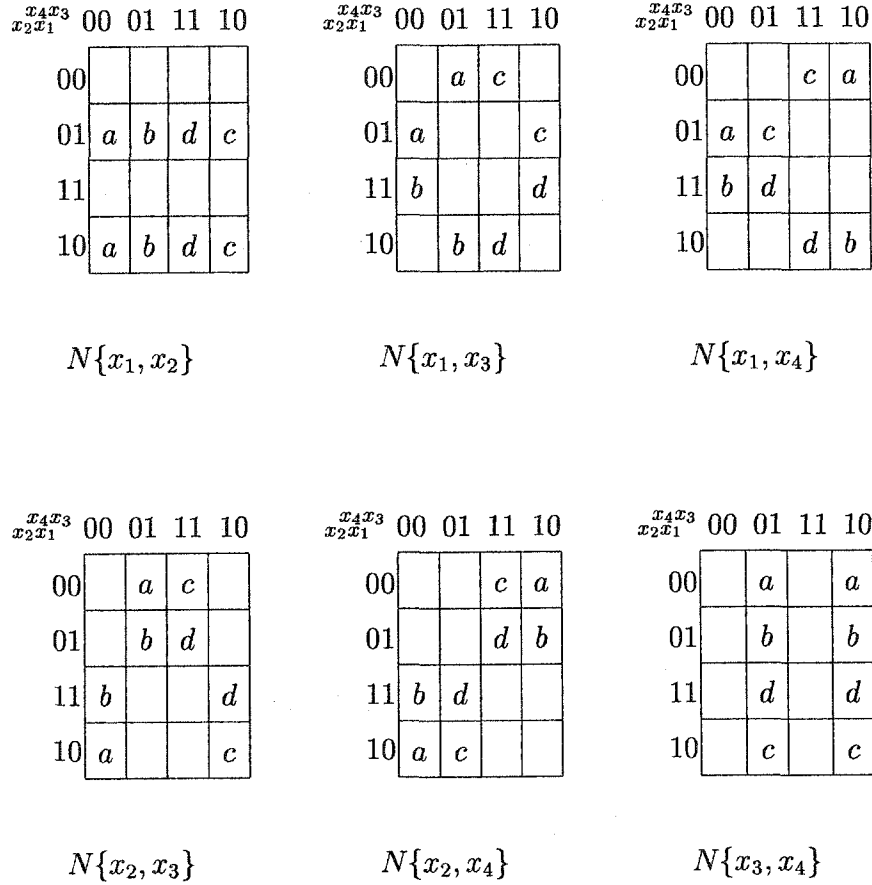 x₄x₃ 00 01 11 10
x₂x₁
00
01 a b d c
11
10 a b d c
N{x₁, x₂}
x₄x₃ 00 01 11 10
x₂x₁
00 a c
01 a c
11 b d
10 b d
N{x₁, x₃}
x₄x₃ 00 01 11 10
x₂x₁
00 c a
01 a c
11 b d
10 d b
N{x₁, x₄}
x₄x₃ 00 01 11 10
x₂x₁
00 a c
01 b d
11 b d
10 a c
N{x₂, x₃}
x₄x₃ 00 01 11 10
x₂x₁
00 c a
01 d b
11 b d
10 a c
N{x₂, x₄}
x₄x₃ 00 01 11 10
x₂x₁
00 a a
01 b b
11 d d
10 c c
N{x₃, x₄}